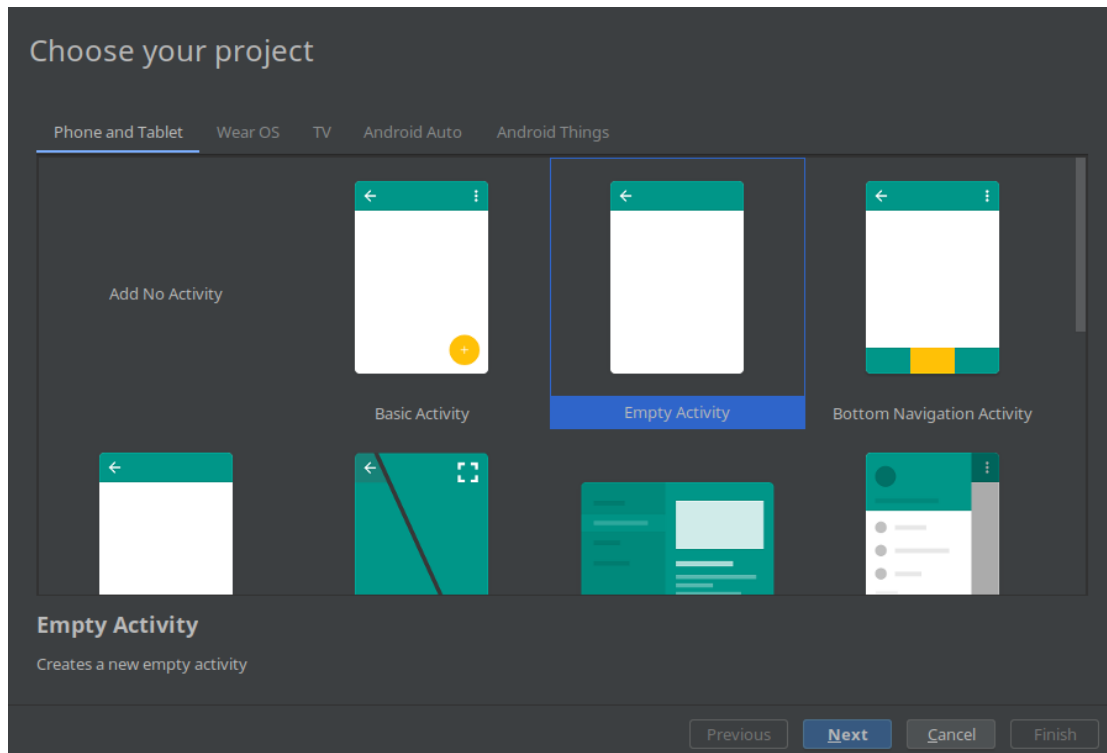 Choose your project
Phone and Tablet Wear OS TV Android Auto Android Things
Add No Activity
Basic Activity
Empty Activity
Bottom Navigation Activity
Empty Activity
Creates a new empty activity
Previous Next Cancel Finish